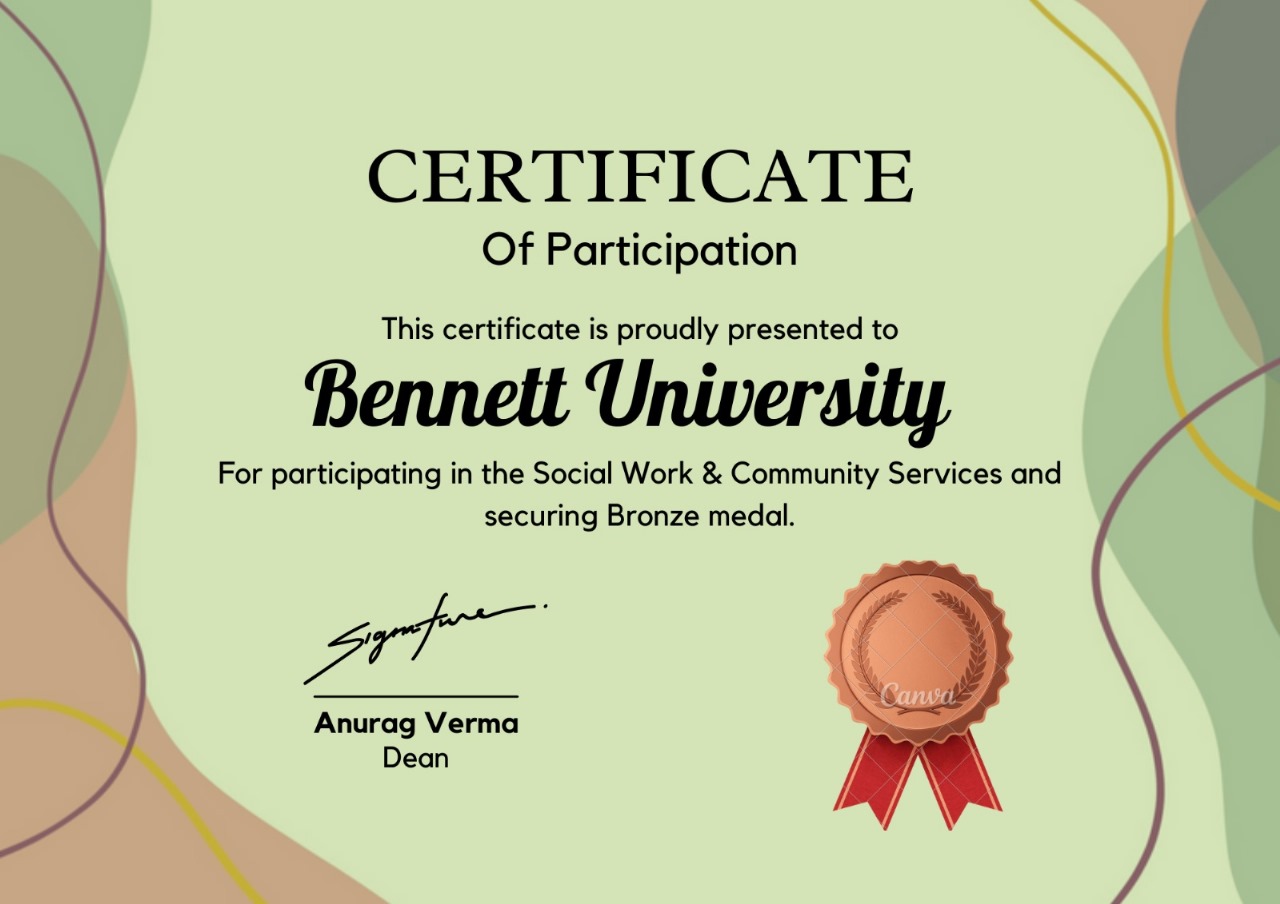 CERTIFICATE
Of Participation
This certificate is proudly presented to
Bennett University
For participating in the Social Work & Community Services and
securing Bronze medal.
Signature
Canva
Anurag Verma
Dean